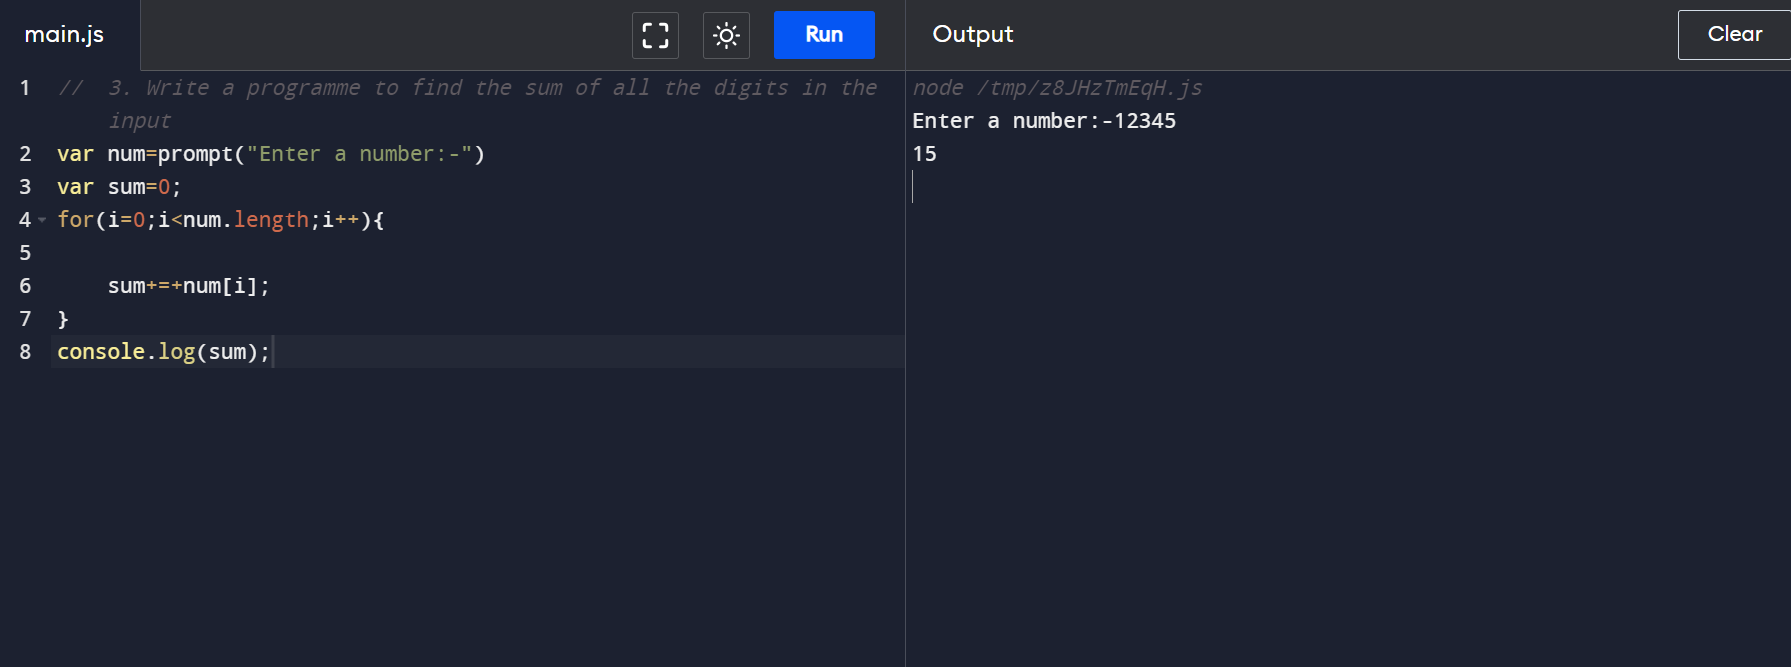 main.js
Run
1 // 3. Write a programme to find the sum of all the digits in the
input
2 var num=prompt("Enter a number:-")
3 var sum=0;
4 for(i=0;i<num.length;i++){
5
6 sum+=+num[i];
7 }
8 console.log(sum);
Output
Clear
node /tmp/z8JHzTmEqH.js
Enter a number:-12345
15